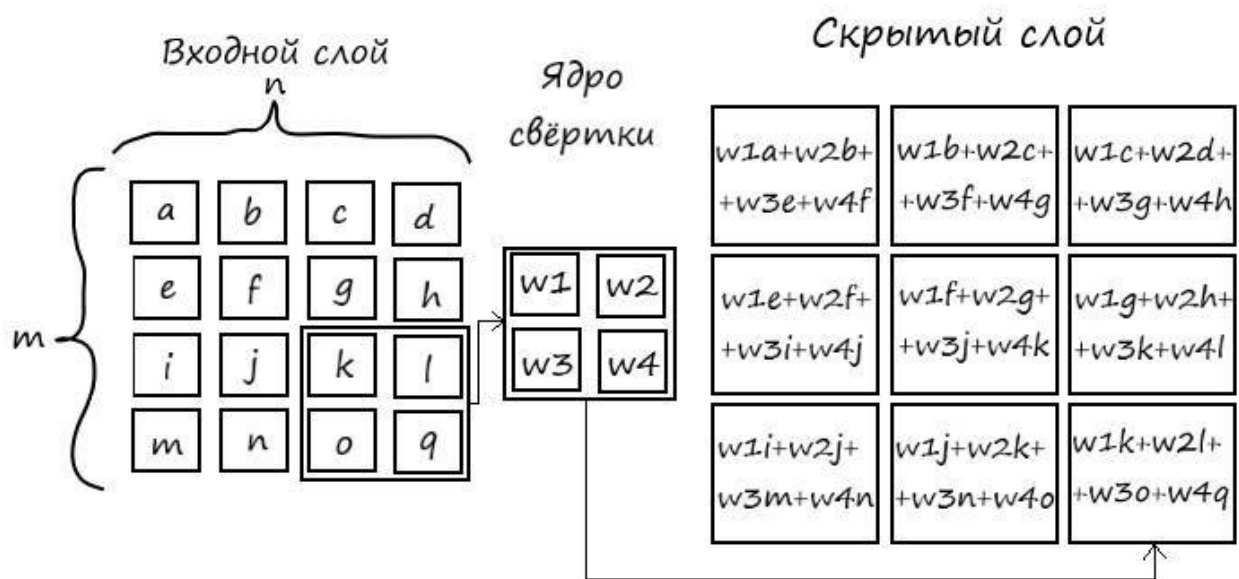 Входной слой
n
m
a b c d
e f g h
i j k l
m n o q
Ядро
свёртки
w1 w2
w3 w4
Скрытый слой
w1a+w2b+ w1b+w2c+ w1c+w2d+
+w3e+w4f +w3f+w4g +w3g+w4h
w1e+w2f+ w1f+w2g+ w1g+w2h+
+w3i+w4j +w3j+w4k +w3k+w4l
w1i+w2j+ w1j+w2k+ w1k+w2l+
w3m+w4n +w3n+w4o +w3o+w4q